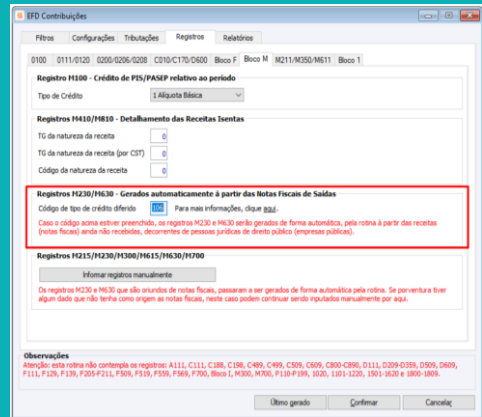 EFD Contribuições
Filtros Configurações Tributações Registros Relatórios
0100 0111/0120 0200/0206/0208 C010/C170/D600 Bloco F Bloco M M211/M350/M611 Bloco 1
Registro M100 - Crédito de PIS/PASEP relativo ao período
Tipo de Crédito 1 Alíquota Básica
Registros M410/M810 - Detalhamento das Receitas Isentas
TG da natureza da receita 0
TG da natureza da receita (por CST) 0
Código da natureza da receita 0
Registros M230/M630 - Gerados automaticamente à partir das Notas Fiscais de Saídas
Código de tipo de crédito diferido 106 Para mais informações, clique aqui.
Caso o código acima estiver preenchido, os registros M230 e M630 serão gerados de forma automática, pela rotina à partir das receitas
(notas fiscais) ainda não recebidas, decorrentes de pessoas jurídicas de direito público (empresas públicas).
Registros M215/M230/M300/M615/M630/M700
Informar registros manualmente
Os registros M230 e M630 que são oriundos de notas fiscais, passaram a ser gerados de forma automática pela rotina. Se porventura tiver
algum dado que não tenha como origem as notas fiscais, neste caso podem continuar sendo inputados manualmente por aqui.
Observações
Atenção: esta rotina não contempla os registros: A111, C111, C188, C198, C489, C499, C509, C609, C800-C890, D111, D209-D359, D509, D609,
F111, F129, F139, F205-F211, F509, F519, F559, F569, F700, Bloco I, M300, M700, P110-P199, 1020, 1101-1220, 1501-1620 e 1800-1809.
Último gerado Confirmar Cancelar